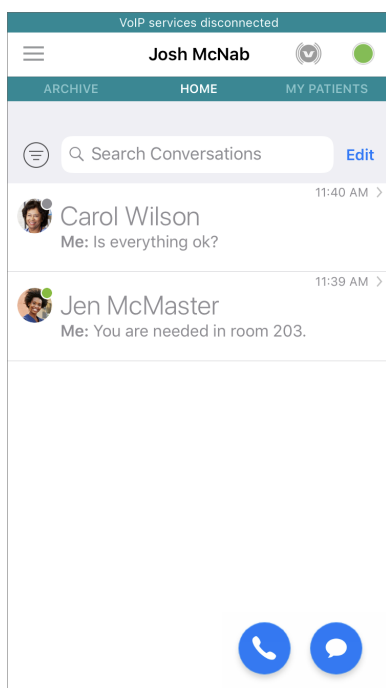 VoIP services disconnected
Josh McNab
ARCHIVE HOME MY PATIENTS
Search Conversations Edit
11:40 AM
Carol Wilson
Me: Is everything ok?
11:39 AM
Jen McMaster
Me: You are needed in room 203.